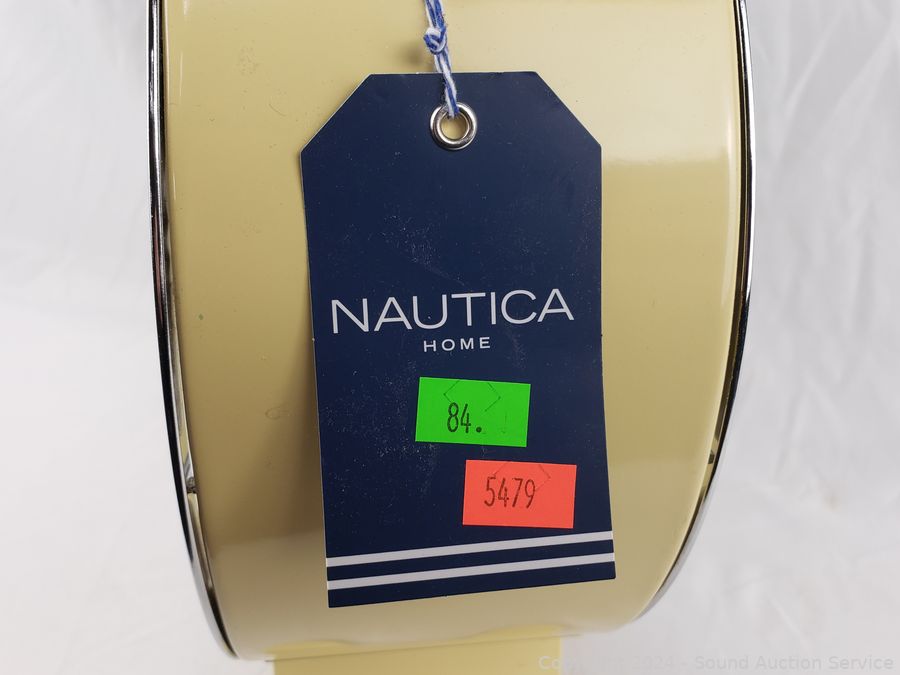 NAUTICA
HOME
84.
5479
Copyright 2024 - Sound Auction Service